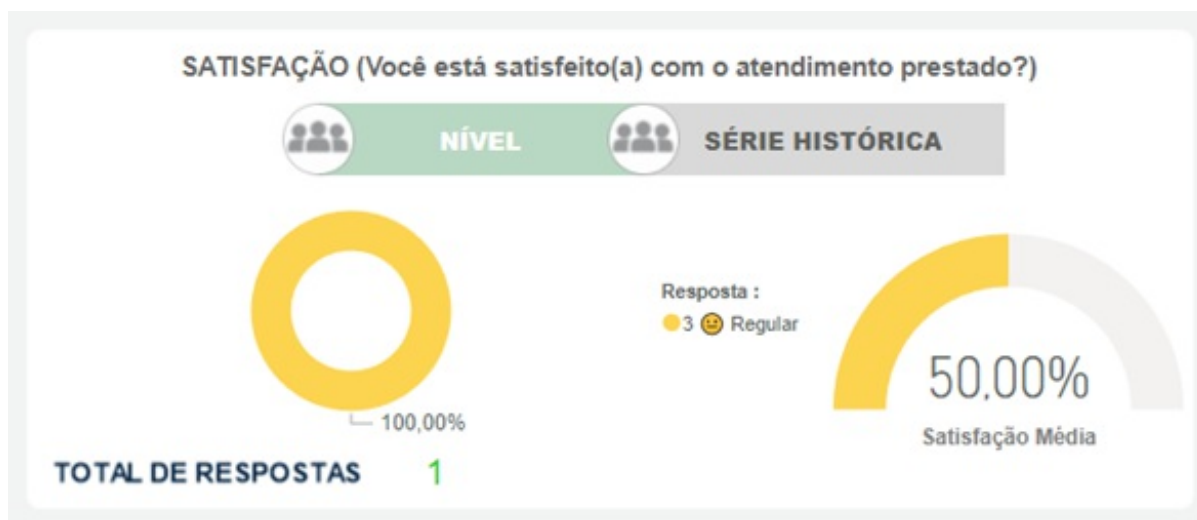 SATISFAÇÃO (Você está satisfeito(a) com o atendimento prestado?)
NÍVEL
SÉRIE HISTÓRICA
Resposta :
3 😐 Regular
100,00%
50,00%
Satisfação Média
TOTAL DE RESPOSTAS 1